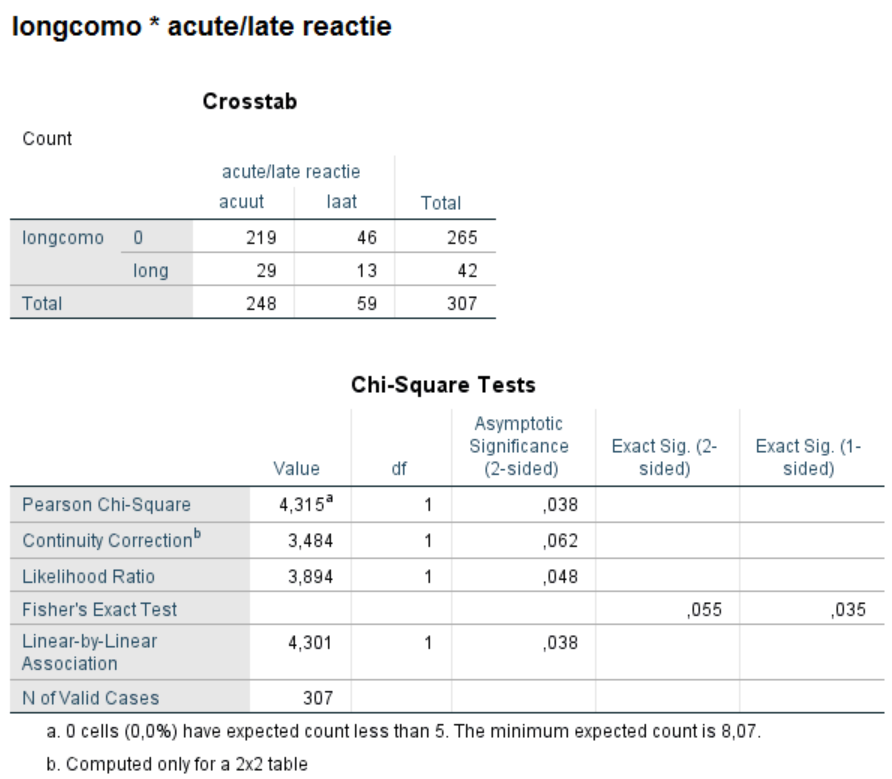 longcomo * acute/late reactie
Crosstab
Count
acute/late reactie
acuut laat Total
longcomo 0 219 46 265
long 29 13 42
Total 248 59 307
Chi-Square Tests
Value df Asymptotic Significance (2-sided) Exact Sig. (2-sided) Exact Sig. (1-sided)
Pearson Chi-Square 4,315a 1 ,038
Continuity Correctionb 3,484 1 ,062
Likelihood Ratio 3,894 1 ,048
Fisher's Exact Test ,055 ,035
Linear-by-Linear Association 4,301 1 ,038
N of Valid Cases 307
a. 0 cells (0,0%) have expected count less than 5. The minimum expected count is 8,07.
b. Computed only for a 2x2 table